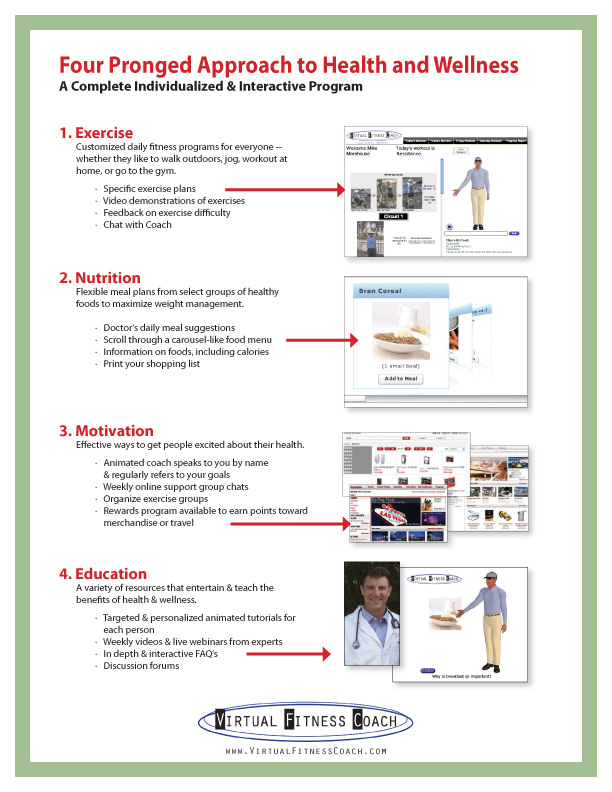 Four Pronged Approach to Health and Wellness
A Complete Individualized & Interactive Program
1. Exercise
Customized daily fitness programs for everyone --
whether they like to walk outdoors, jog, workout at
home, or go to the gym.
· Specific exercise plans
· Video demonstrations of exercises
· Feedback on exercise difficulty
· Chat with Coach
VIRTUAL FITNESS COACH
Welcome Mike
Morehouse
Today's workout is
Resistance.
Circuit 1
Chat with Coach
2. Nutrition
Flexible meal plans from select groups of healthy
foods to maximize weight management.
· Doctor's daily meal suggestions
· Scroll through a carousel-like food menu
· Information on foods, including calories
· Print your shopping list
Bran Cereal
(1 small bowl)
Add to Meal
3. Motivation
Effective ways to get people excited about their health.
· Animated coach speaks to you by name
& regularly refers to your goals
· Weekly online support group chats
· Organize exercise groups
· Rewards program available to earn points toward
merchandise or travel
4. Education
A variety of resources that entertain & teach the
benefits of health & wellness.
· Targeted & personalized animated tutorials for
each person
· Weekly videos & live webinars from experts
· In depth & interactive FAQ's
· Discussion forums
VIRTUAL FITNESS COACH
Why is breakfast so important?
VIRTUAL FITNESS COACH
WWW.VIRTUALFITNESSCOACH.COM